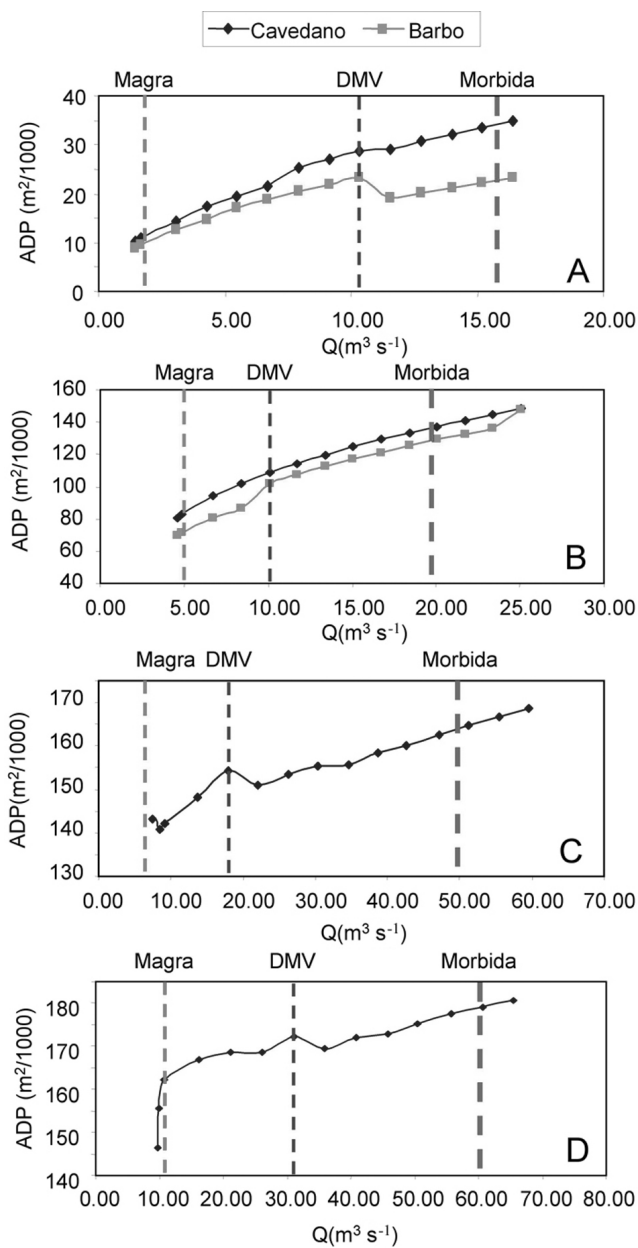 Cavedano Barbo
Magra DMV Morbida
40
30
20
10
0
ADP (m²/1000)
A
0.00 5.00 10.00 15.00 20.00
Q(m³ s⁻¹)
Magra DMV Morbida
160
140
120
100
80
60
40
ADP (m²/1000)
B
0.00 5.00 10.00 15.00 20.00 25.00 30.00
Q(m³ s⁻¹)
Magra DMV Morbida
170
160
150
140
130
ADP(m²/1000)
C
0.00 10.00 20.00 30.00 40.00 50.00 60.00 70.00
Q(m³ s⁻¹)
Magra DMV Morbida
180
170
160
150
140
ADP (m²/1000)
D
0.00 10.00 20.00 30.00 40.00 50.00 60.00 70.00 80.00
Q(m³ s⁻¹)